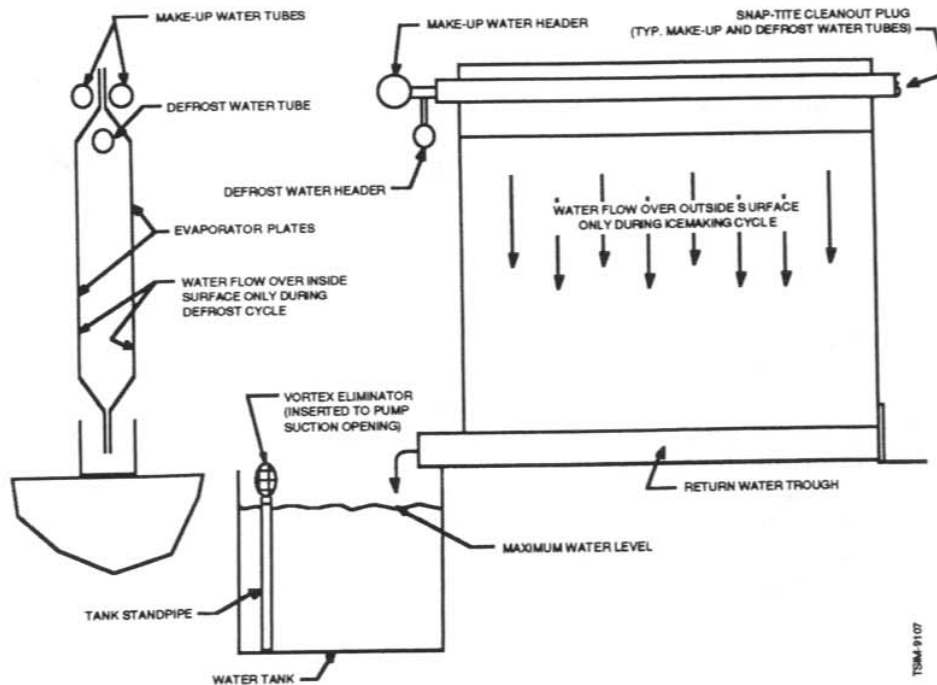 MAKE-UP WATER TUBES
DEFROST WATER TUBE
EVAPORATOR PLATES
WATER FLOW OVER INSIDE
SURFACE ONLY DURING
DEFROST CYCLE
MAKE-UP WATER HEADER
SNAP-TITE CLEANOUT PLUG
(TYP. MAKE-UP AND DEFROST WATER TUBES)
DEFROST WATER HEADER
WATER FLOW OVER OUTSIDE SURFACE
ONLY DURING ICEMAKING CYCLE
VORTEX ELIMINATOR
(INSERTED TO PUMP
SUCTION OPENING)
RETURN WATER TROUGH
MAXIMUM WATER LEVEL
TANK STANDPIPE
WATER TANK
TSIM-9107